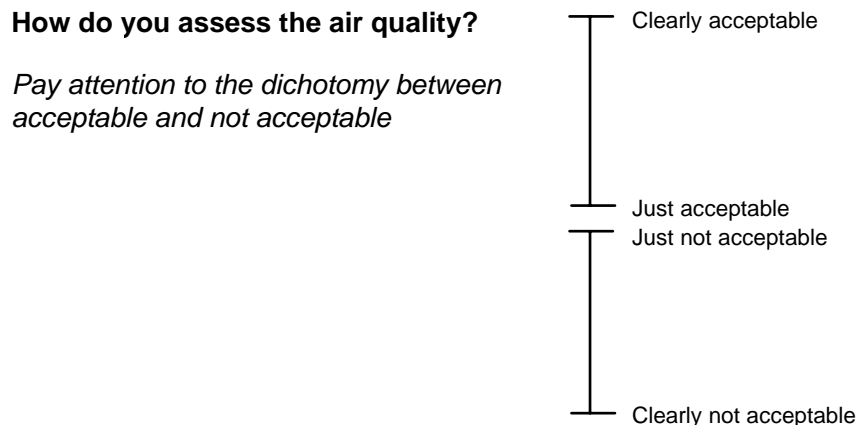 How do you assess the air quality?
Pay attention to the dichotomy between
acceptable and not acceptable
Clearly acceptable
Just acceptable
Just not acceptable
Clearly not acceptable